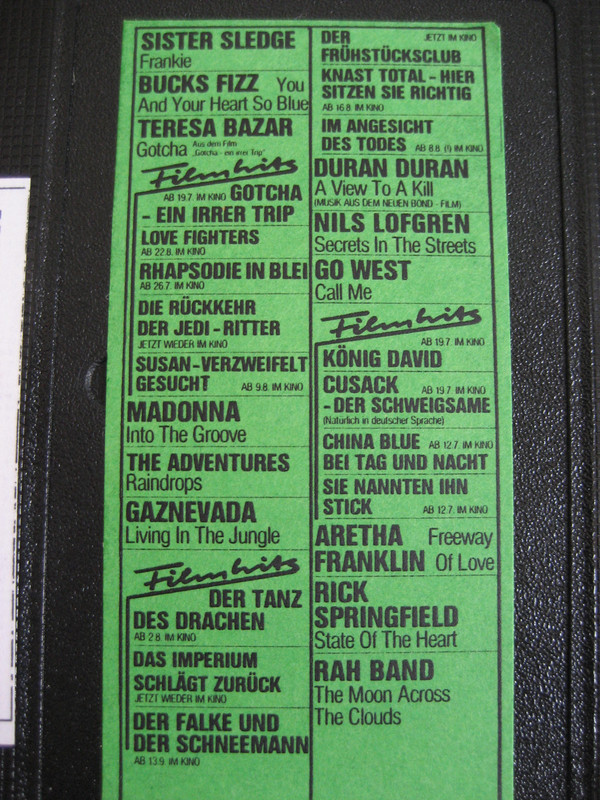 SISTER SLEDGE
Frankie
BUCKS FIZZ You
And Your Heart So Blue
TERESA BAZAR
Gotcha Aus dem Film
„Gotcha - ein irrer Trip"
Filmhits
AB 19.7. IM KINO GOTCHA
- EIN IRRER TRIP
LOVE FIGHTERS
AB 22.8. IM KINO
RHAPSODIE IN BLEI
AB 26.7. IM KINO
DIE RÜCKKEHR
DER JEDI - RITTER
JETZT WIEDER IM KINO
SUSAN - VERZWEIFELT
GESUCHT AB 9.8. IM KINO
MADONNA
Into The Groove
THE ADVENTURES
Raindrops
GAZNEVADA
Living In The Jungle
Filmhits
DER TANZ
DES DRACHEN
AB 2.8. IM KINO
DAS IMPERIUM
SCHLÄGT ZURÜCK
JETZT WIEDER IM KINO
DER FALKE UND
DER SCHNEEMANN
AB 13.9. IM KINO
DER JETZT IM KINO
FRÜHSTÜCKSCLUB
KNAST TOTAL - HIER
SITZEN SIE RICHTIG
AB 16.8. IM KINO
IM ANGESICHT
DES TODES AB 8.8. (!) IM KINO
DURAN DURAN
A View To A Kill
(MUSIK AUS DEM NEUEN BOND - FILM)
NILS LOFGREN
Secrets In The Streets
GO WEST
Call Me
Filmhits
AB 19.7. IM KINO
KÖNIG DAVID
CUSACK AB 19.7. IM KINO
- DER SCHWEIGSAME
(Natürlich in deutscher Sprache)
CHINA BLUE AB 12.7. IM KINO
BEI TAG UND NACHT
SIE NANNTEN IHN
STICK AB 12.7. IM KINO
ARETHA Freeway
FRANKLIN Of Love
RICK
SPRINGFIELD
State Of The Heart
RAH BAND
The Moon Across
The Clouds